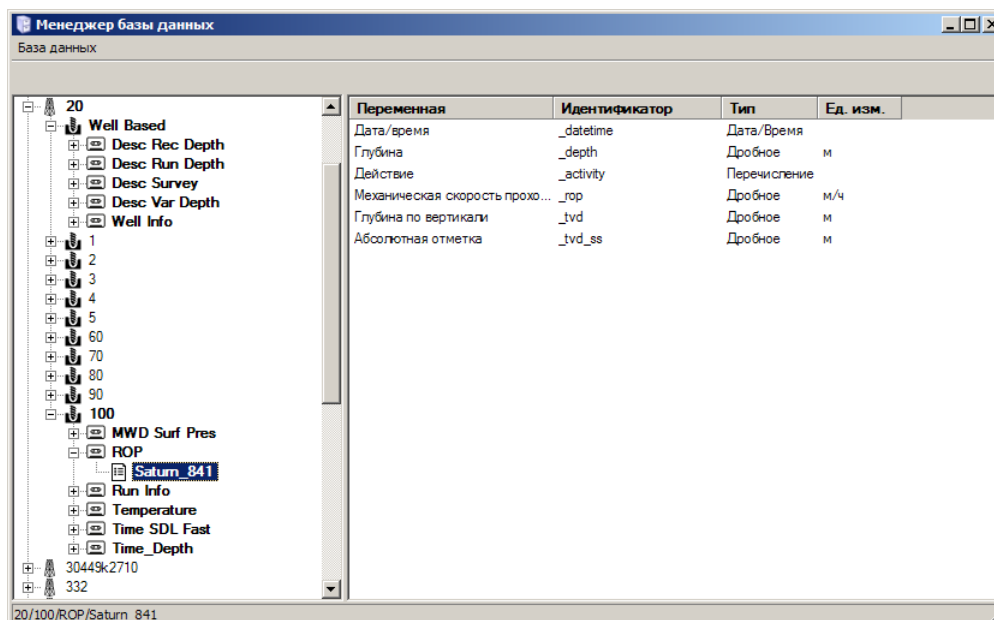 Менеджер базы данных
База данных
20
Well Based
Desc Rec Depth
Desc Run Depth
Desc Survey
Desc Var Depth
Well Info
1
2
3
4
5
60
70
80
90
100
MWD Surf Pres
ROP
Saturn_841
Run Info
Temperature
Time SDL Fast
Time_Depth
30449k2710
332
Переменная Идентификатор Тип Ед. изм.
Дата/время _datetime Дата/Время
Глубина _depth Дробное м
Действие _activity Перечисление
Механическая скорость прохо... _rop Дробное м/ч
Глубина по вертикали _tvd Дробное м
Абсолютная отметка _tvd_ss Дробное м
20/100/ROP/Saturn_841